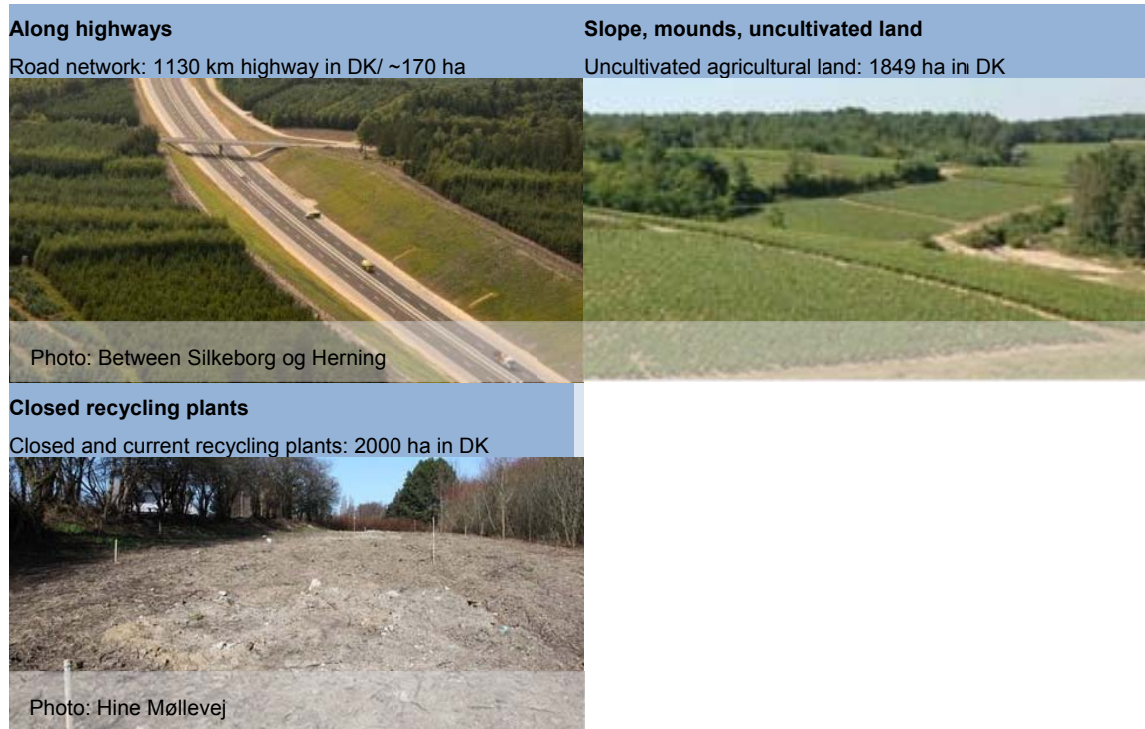 Along highways
Road network: 1130 km highway in DK/ ~170 ha
Slope, mounds, uncultivated land
Uncultivated agricultural land: 1849 ha in DK
Photo: Between Silkeborg og Herning
Closed recycling plants
Closed and current recycling plants: 2000 ha in DK
Photo: Hine Møllevej